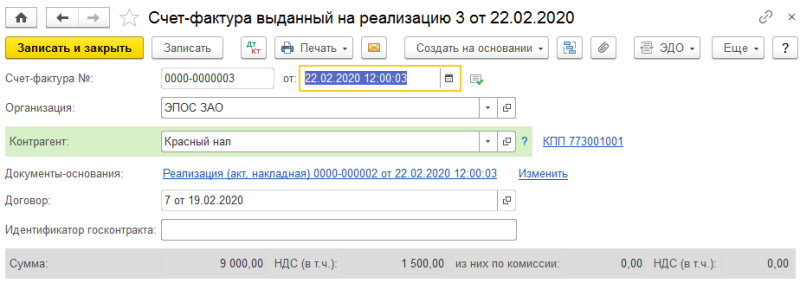 Счет-фактура выданный на реализацию 3 от 22.02.2020
Записать и закрыть Записать Дт Кт Печать Создать на основании ЭДО Еще ?
Счет-фактура №: 0000-0000003 от: 22.02.2020 12:00:03
Организация: ЭПОС ЗАО
Контрагент: Красный нал ? КПП 773001001
Документы-основания: Реализация (акт, накладная) 0000-000002 от 22.02.2020 12:00:03 Изменить
Договор: 7 от 19.02.2020
Идентификатор госконтракта:
Сумма: 9 000,00 НДС (в т.ч.): 1 500,00 из них по комиссии: 0,00 НДС (в т.ч.): 0,00